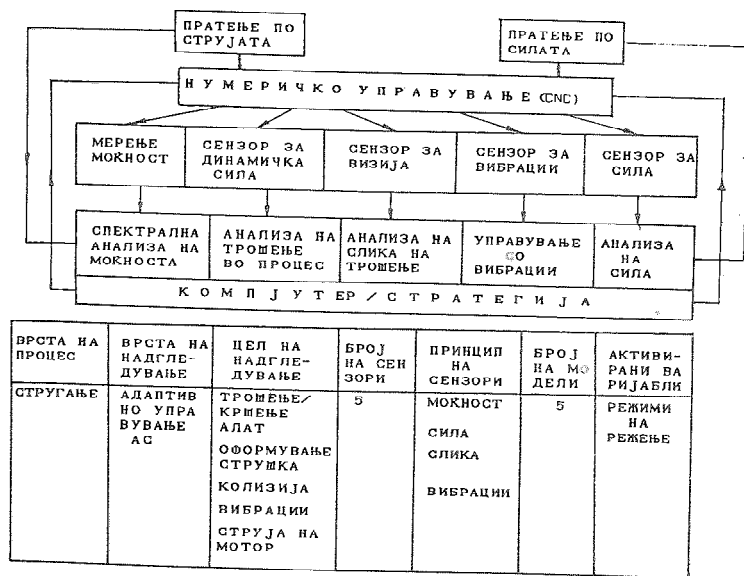 ПРАТЕЊЕ ПО
СТРУЈАТА
ПРАТЕЊЕ ПО
СИЛАТА
НУМЕРИЧКО УПРАВУВАЊЕ (CNC)
МЕРЕЊЕ
МОЌНОСТ
СЕНЗОР ЗА
ДИНАМИЧКА
СИЛА
СЕНЗОР ЗА
ВИЗИЈА
СЕНЗОР ЗА
ВИБРАЦИИ
СЕНЗОР ЗА
СИЛА
СПЕКТРАЛНА
АНАЛИЗА НА
МОЌНОСТА
АНАЛИЗА НА
ТРОШЕЊЕ
ВО ПРОЦЕС
АНАЛИЗА НА
СЛИКА НА
ТРОШЕЊЕ
УПРАВУВАЊЕ
СО
ВИБРАЦИИ
АНАЛИЗА
НА
СИЛА
КОМПЈУТЕР/СТРАТЕГИЈА
ВРСТА НА
ПРОЦЕС
ВРСТА НА
НАДГЛЕ-
ДУВАЊЕ
ЦЕЛ НА
НАДГЛЕ-
ДУВАЊЕ
БРОЈ
НА СЕН
ЗОРИ
ПРИНЦИП
НА
СЕНЗОРИ
БРОЈ
НА МО
ДЕЛИ
АКТИВИ-
РАНИ ВА
РИЈАБЛИ
СТРУГАЊЕ
АДАПТИВ
НО УПРА
ВУВАЊЕ
АС
ТРОШЕЊЕ/
КРШЕЊЕ
АЛАТ
ОФОРМУВАЊЕ
СТРУШКА
КОЛИЗИЈА
ВИБРАЦИИ
СТРУЈА НА
МОТОР
5
МОЌНОСТ
СИЛА
СЛИКА
ВИБРАЦИИ
5
РЕЖИМИ
НА
РЕЖЕЊЕ